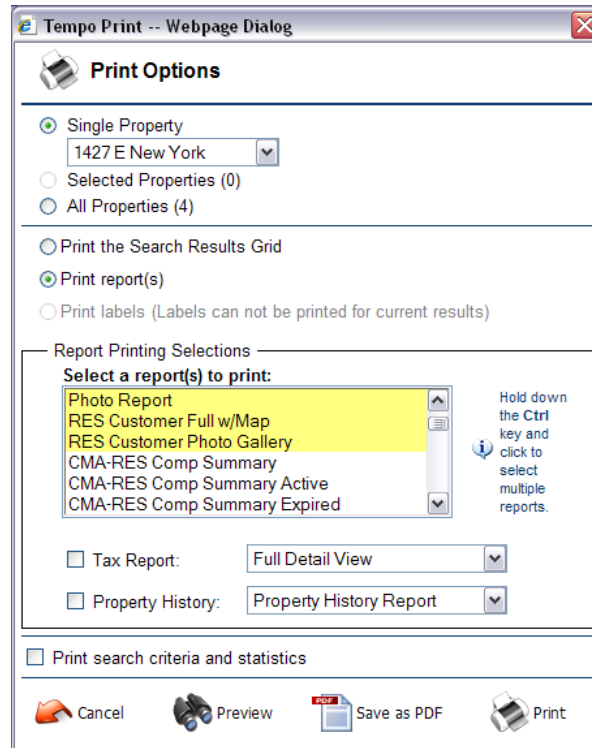 Tempo Print -- Webpage Dialog
Print Options
Single Property
1427 E New York
Selected Properties (0)
All Properties (4)
Print the Search Results Grid
Print report(s)
Print labels (Labels can not be printed for current results)
Report Printing Selections
Select a report(s) to print:
Photo Report
RES Customer Full w/Map
RES Customer Photo Gallery
CMA-RES Comp Summary
CMA-RES Comp Summary Active
CMA-RES Comp Summary Expired
Hold down
the Ctrl
key and
click to
select
multiple
reports.
Tax Report: Full Detail View
Property History: Property History Report
Print search criteria and statistics
Cancel Preview PDF Save as PDF Print